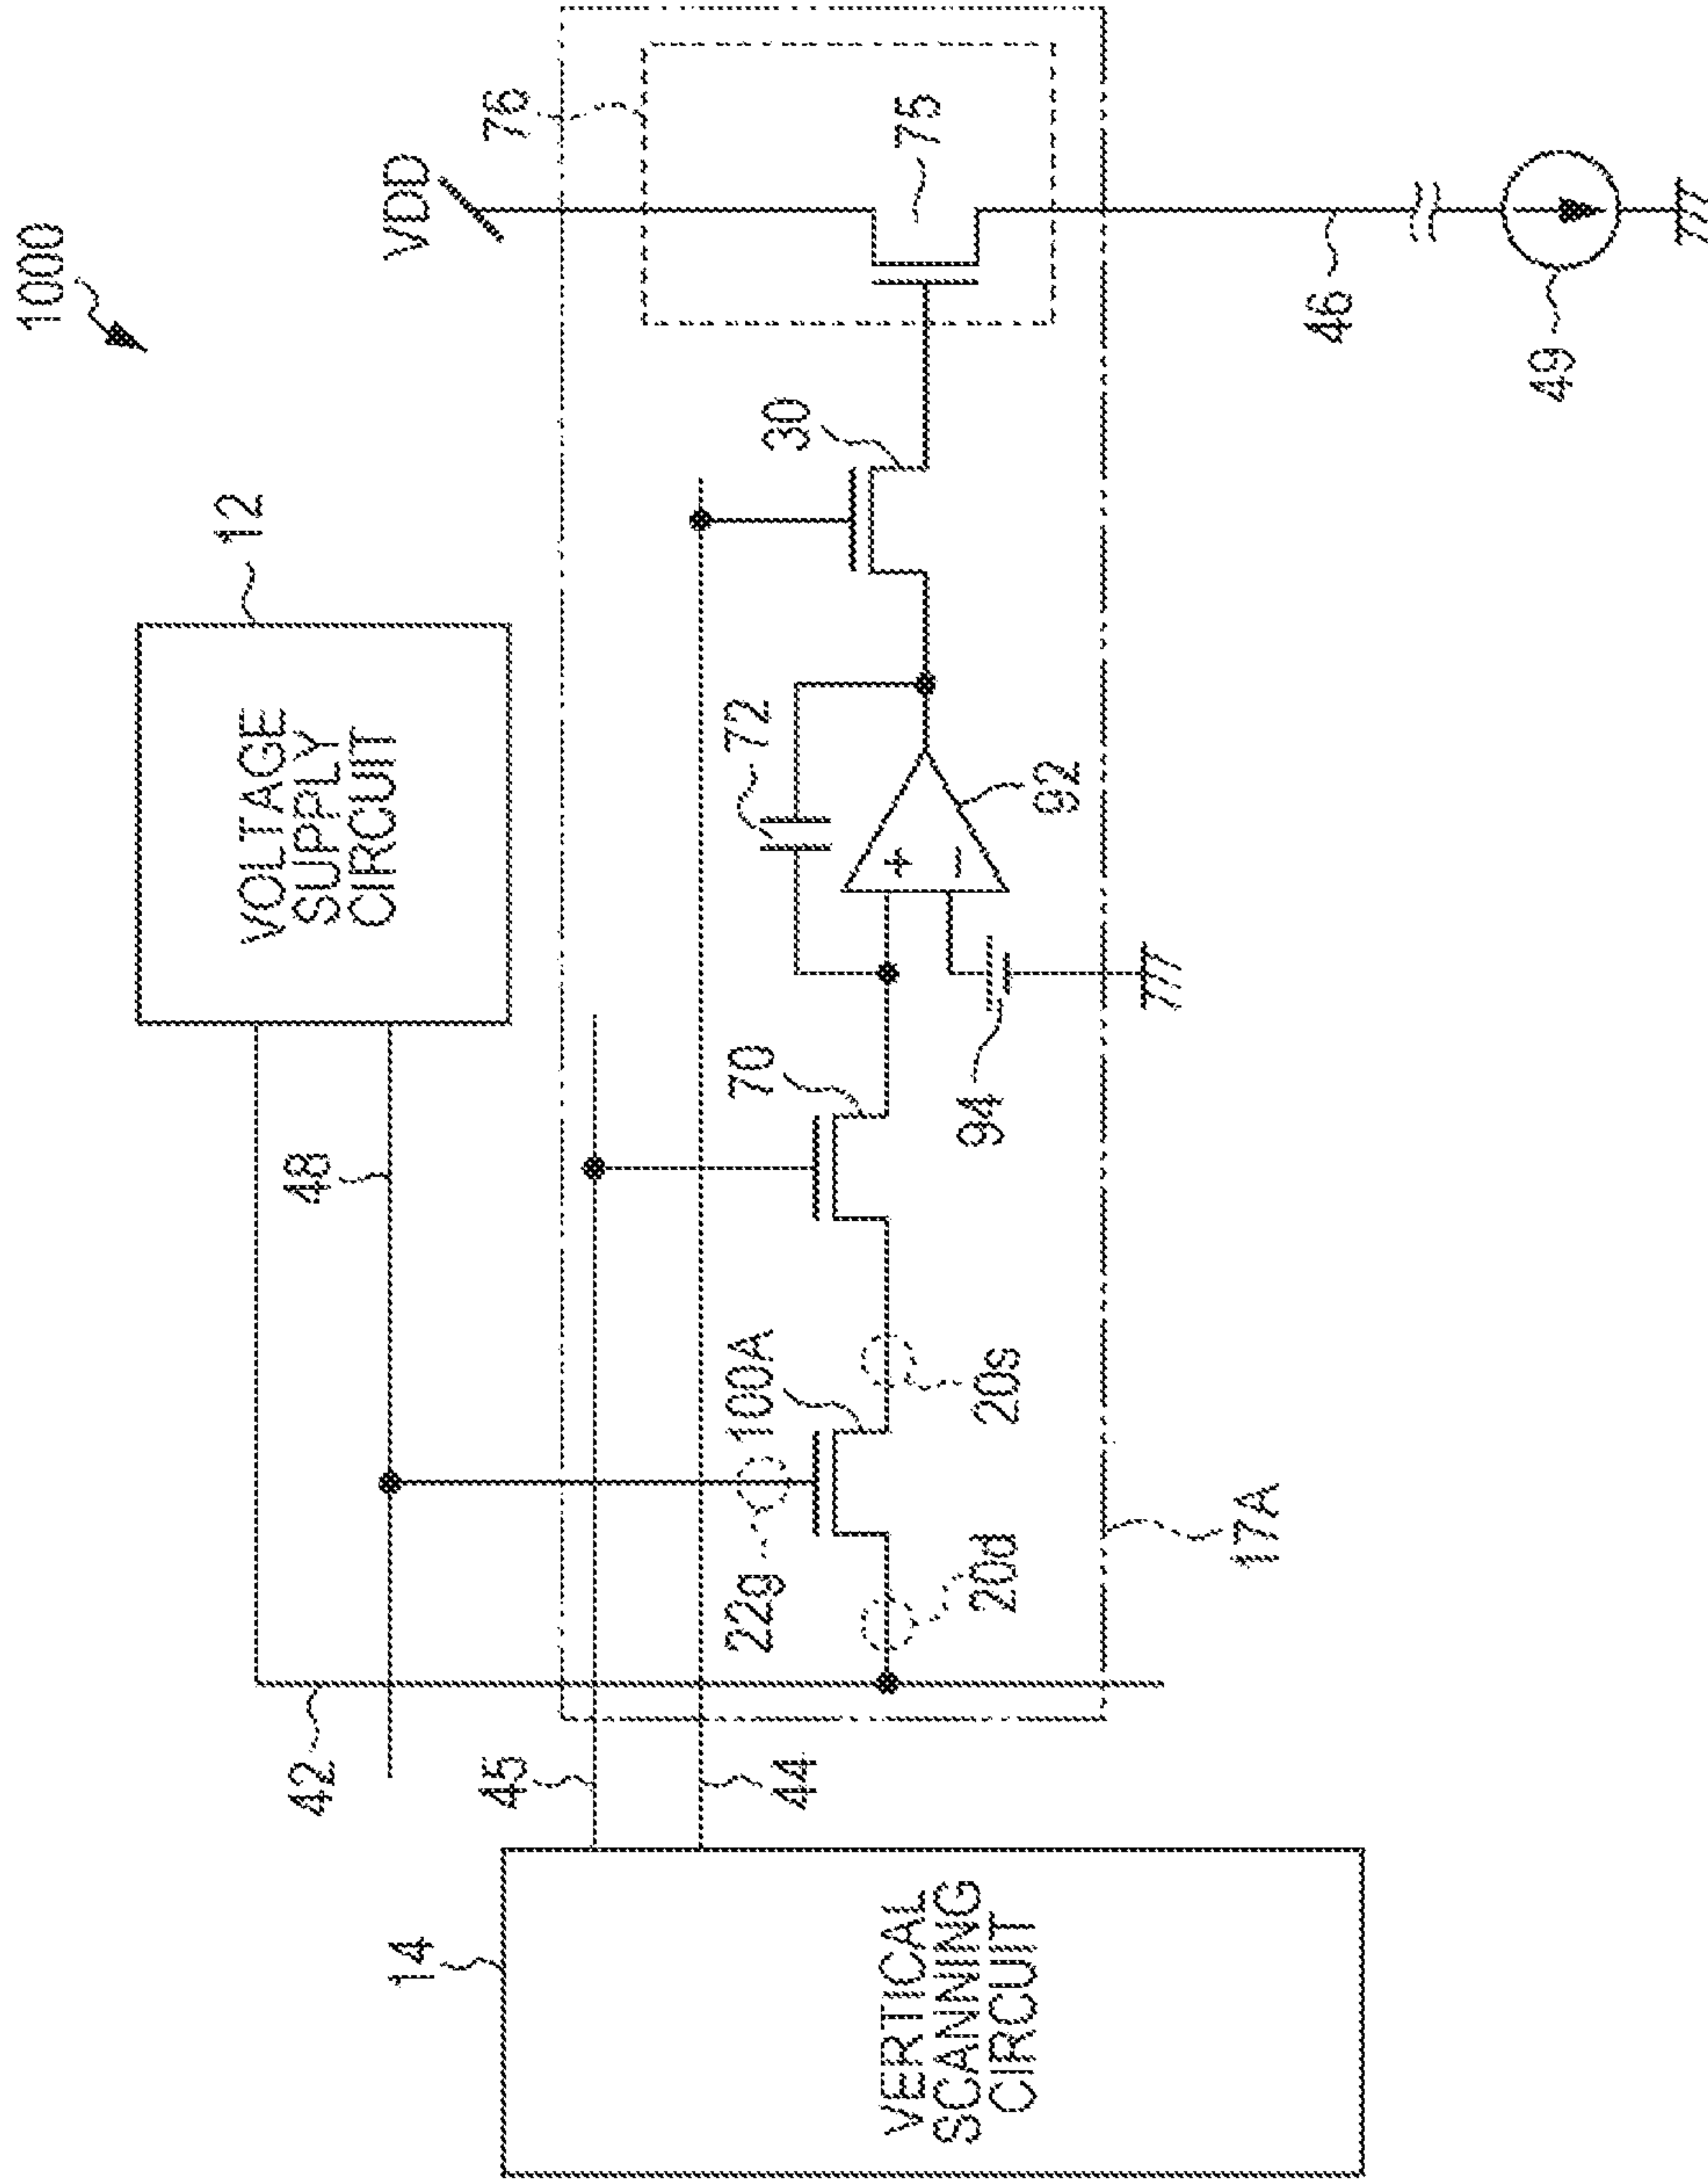 1000
VDD
76
75
12
VOLTAGE
SUPPLY
CIRCUIT
30
72
+
−
92
46
49
48
70
94
100A
22g
20s
20d
17A
42
45
44
14
VERTICAL
SCANNING
CIRCUIT